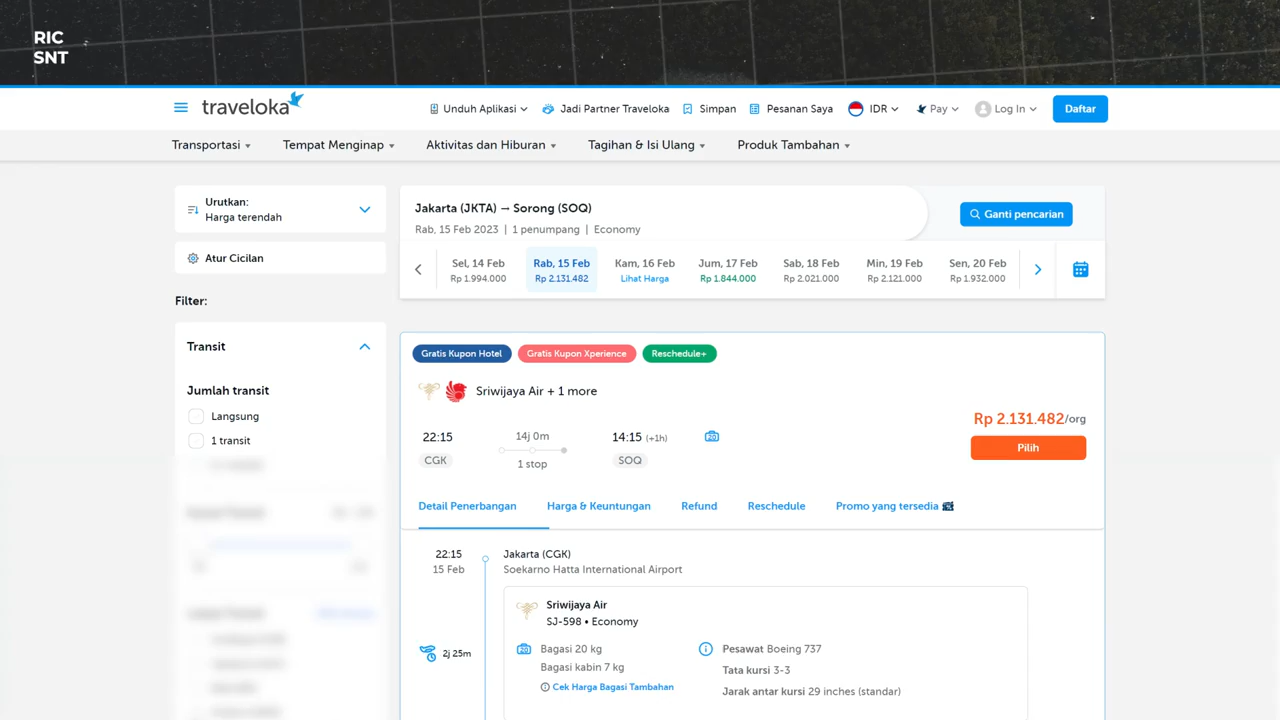 RIC
SNT
traveloka
Unduh Aplikasi
Jadi Partner Traveloka
Simpan
Pesanan Saya
IDR
Pay
Log In
Daftar
Transportasi
Tempat Menginap
Aktivitas dan Hiburan
Tagihan & Isi Ulang
Produk Tambahan
Urutkan:
Harga terendah
Atur Cicilan
Filter:
Transit
Jumlah transit
Langsung
1 transit
Jakarta (JKTA) → Sorong (SOQ)
Rab, 15 Feb 2023 | 1 penumpang | Economy
Ganti pencarian
Sel, 14 Feb
Rp 1.994.000
Rab, 15 Feb
Rp 2.131.482
Kam, 16 Feb
Lihat Harga
Jum, 17 Feb
Rp 1.844.000
Sab, 18 Feb
Rp 2.021.000
Min, 19 Feb
Rp 2.121.000
Sen, 20 Feb
Rp 1.932.000
Gratis Kupon Hotel
Gratis Kupon Xperience
Reschedule+
Sriwijaya Air + 1 more
22:15
CGK
14j 0m
1 stop
14:15 (+1h)
SOQ
20
Rp 2.131.482/org
Pilih
Detail Penerbangan
Harga & Keuntungan
Refund
Reschedule
Promo yang tersedia
22:15
15 Feb
Jakarta (CGK)
Soekarno Hatta International Airport
2j 25m
Sriwijaya Air
SJ-598 • Economy
20
Bagasi 20 kg
Bagasi kabin 7 kg
Cek Harga Bagasi Tambahan
Pesawat Boeing 737
Tata kursi 3-3
Jarak antar kursi 29 inches (standar)